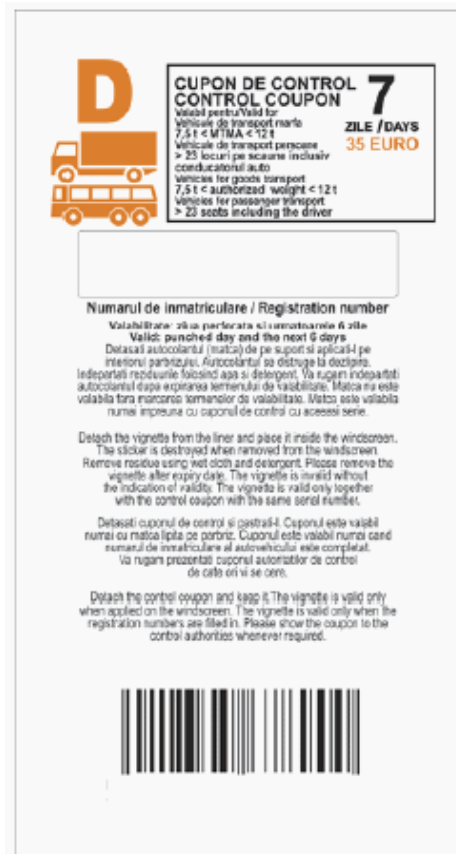 D
CUPON DE CONTROL
CONTROL COUPON
7
ZILE / DAYS
35 EURO
Valabil pentru/Valid for
Vehicule de transport marfa
7,5 t < MTMA < 12 t
Vehicule de transport persoane
> 23 locuri pe scaune inclusiv
conducatorul auto
Vehicles for goods transport
7,5t < authorized weight < 12 t
Vehicles for passenger transport
> 23 seats including the driver
Numarul de inmatriculare / Registration number
Valabilitate: ziua perforata si urmatoarele 6 zile
Valid: punched day and the next 6 days
Detasati autocolantul (matca) de pe suport si aplicati-l pe
interiorul parbrizului. Autocolantul se distruge la dezlipire.
Indepartati reziduurile folosind apa si detergent. Va rugam indepartati
autocolantul dupa expirarea termenului de valabilitate. Matca nu este
valabila fara marcarea termenelor de valabilitate. Matca este valabila
numai impreuna cu cuponul de control cu aceeasi serie.
Detach the vignette from the liner and place it inside the windscreen.
The sticker is destroyed when removed from the windscreen.
Remove residue using wet cloth and detergent. Please remove the
vignette after expiry date. The vignette is invalid without
the indication of validity. The vignette is valid only together
with the control coupon with the same serial number.
Detasati cuponul de control si pastrati-l. Cuponul este valabil
numai cu matca lipita pe parbriz. Cuponul este valabil numai cand
numarul de inmatriculare al autovehicului este completat.
Va rugam prezentati cuponul autoritatilor de control
de cate ori vi se cere.
Detach the control coupon and keep it. The vignette is valid only
when applied on the windscreen. The vignette is valid only when the
registration numbers are filled in. Please show the coupon to the
control authorities whenever required.